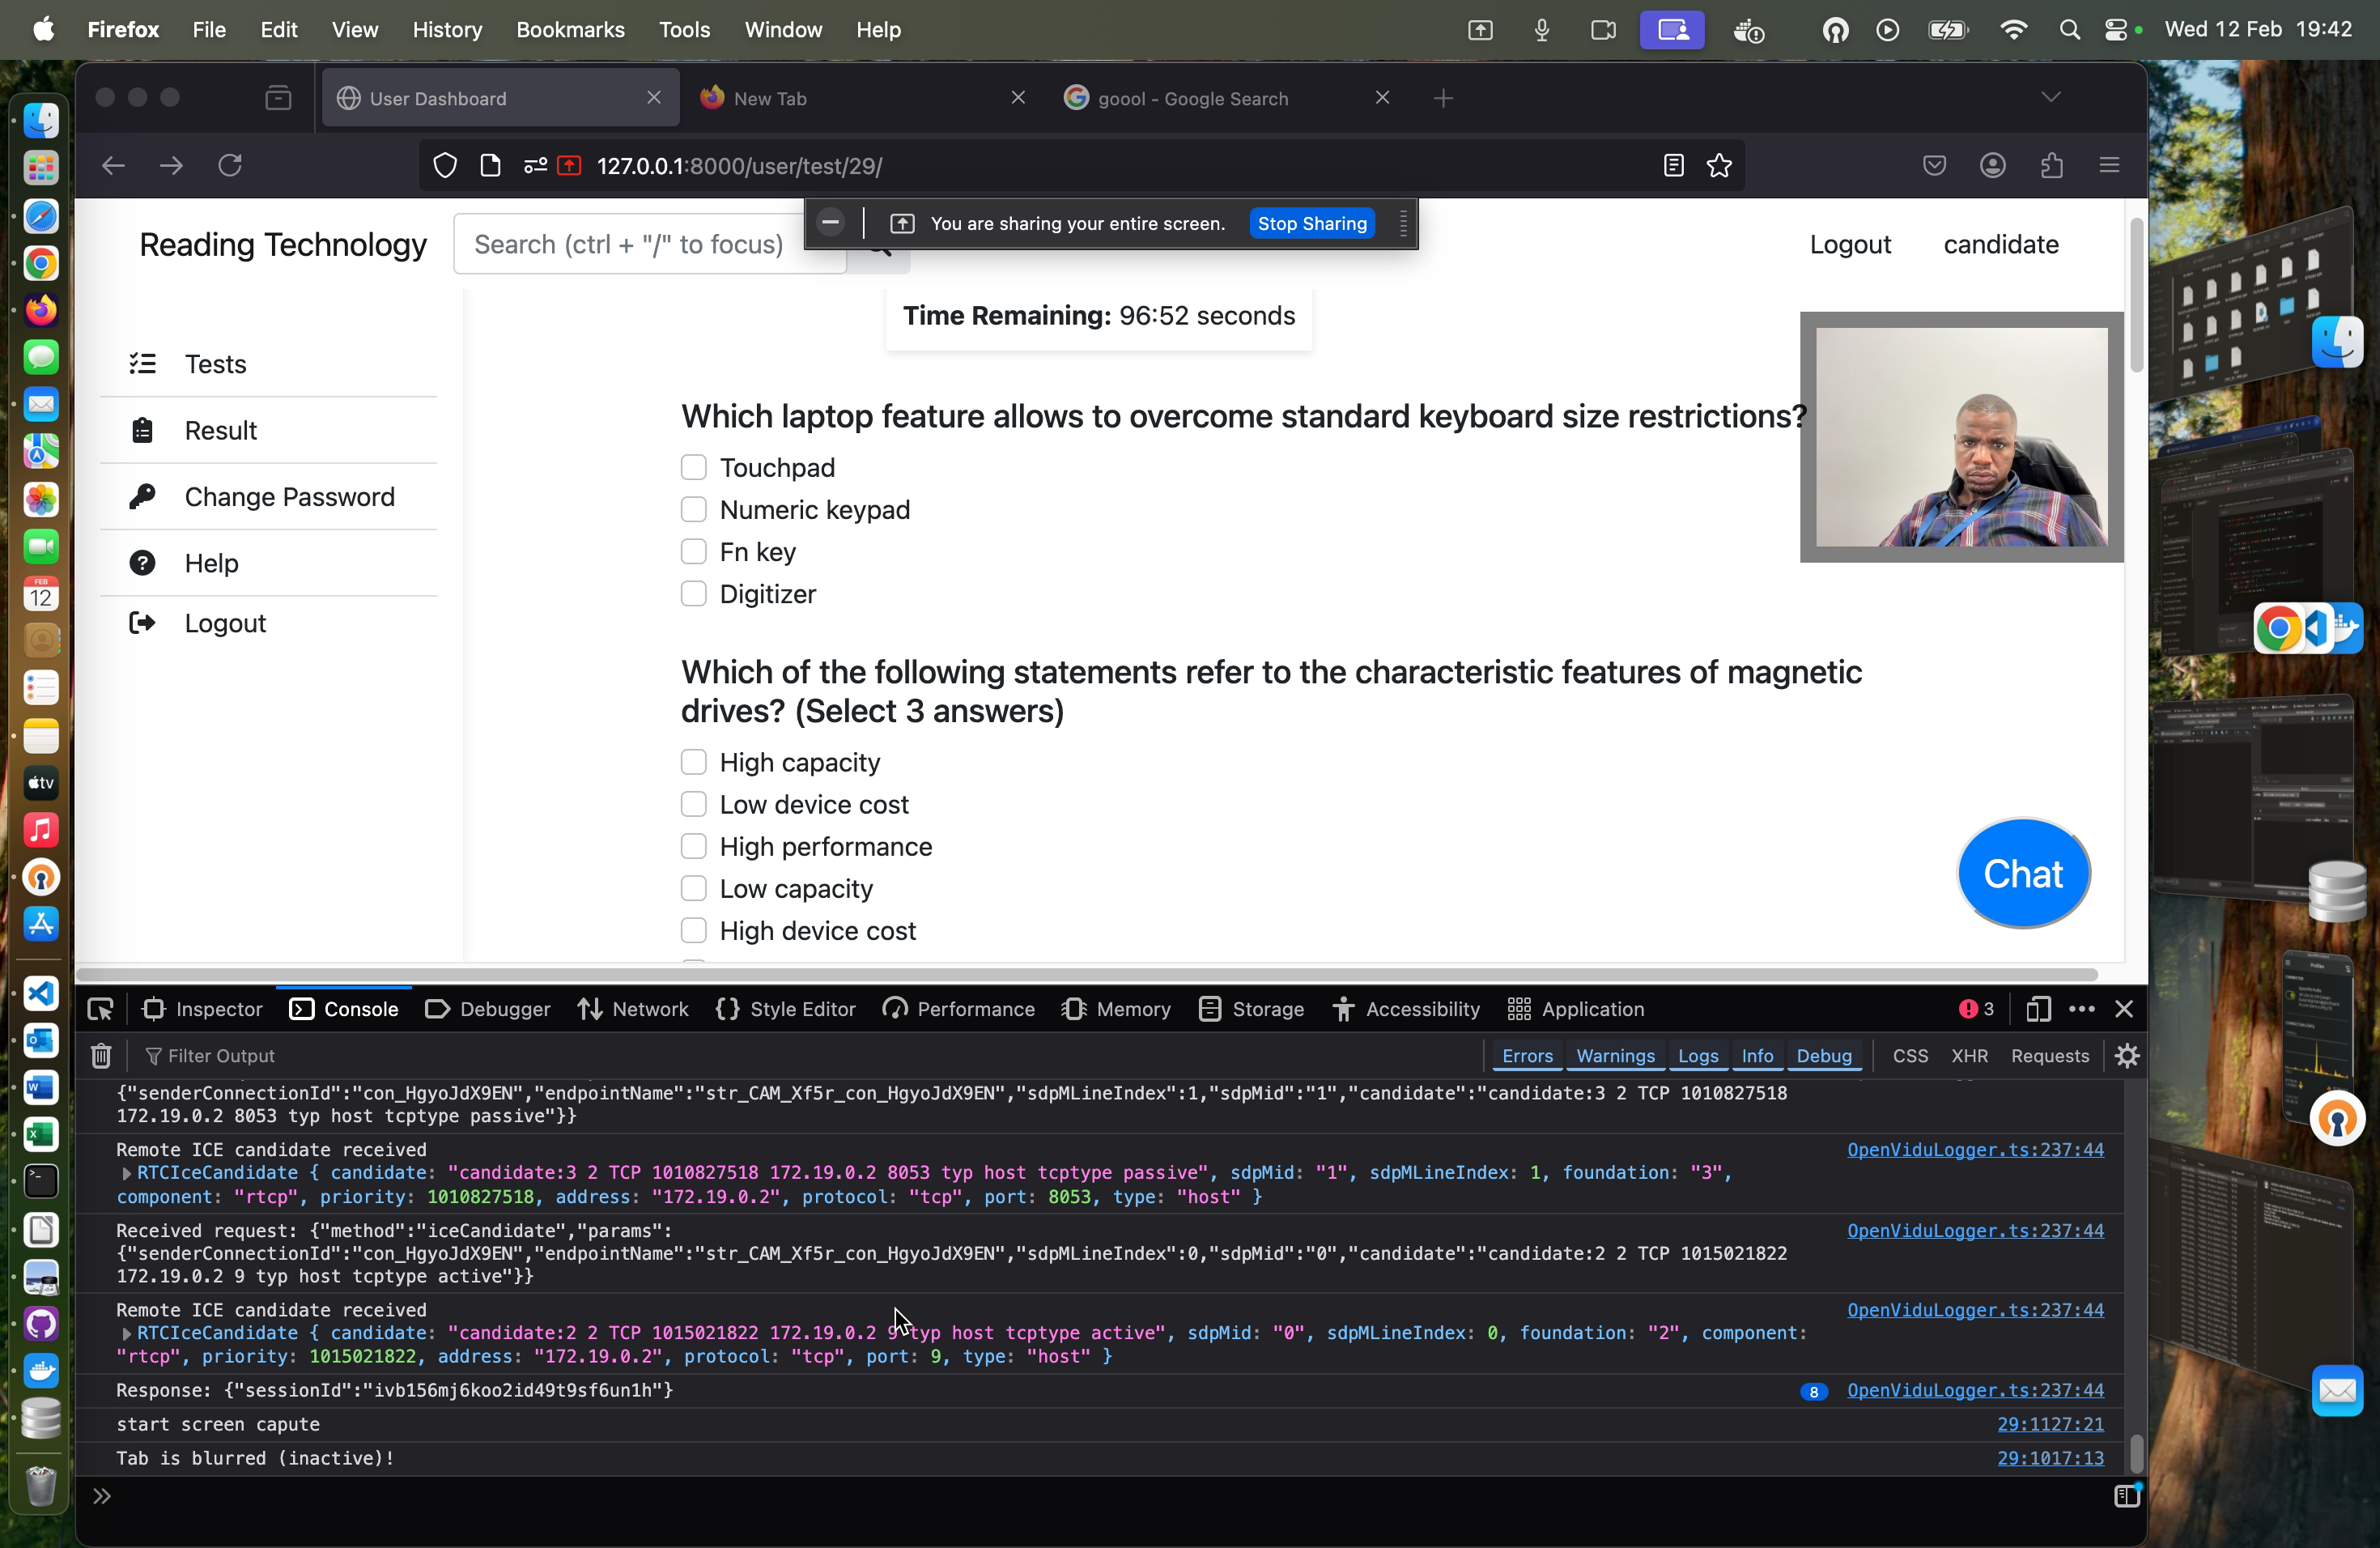 Firefox File Edit View History Bookmarks Tools Window Help Wed 12 Feb 19:42
User Dashboard New Tab goool - Google Search
127.0.0.1:8000/user/test/29/
You are sharing your entire screen. Stop Sharing
Reading Technology Search (ctrl + "/" to focus) Logout candidate
Time Remaining: 96:52 seconds
Tests
Result
Change Password
Help
Logout
Which laptop feature allows to overcome standard keyboard size restrictions?
Touchpad
Numeric keypad
Fn key
Digitizer
Which of the following statements refer to the characteristic features of magnetic
drives? (Select 3 answers)
High capacity
Low device cost
High performance
Low capacity
High device cost
Chat
FEB
12
tv
Inspector Console Debugger Network Style Editor Performance Memory Storage Accessibility Application 3
Filter Output Errors Warnings Logs Info Debug CSS XHR Requests
{"senderConnectionId":"con_HgyoJdX9EN","endpointName":"str_CAM_Xf5r_con_HgyoJdX9EN","sdpMLineIndex":1,"sdpMid":"1","candidate":"candidate:3 2 TCP 1010827518
172.19.0.2 8053 typ host tcptype passive"}}
Remote ICE candidate received OpenViduLogger.ts:237:44
RTCIceCandidate { candidate: "candidate:3 2 TCP 1010827518 172.19.0.2 8053 typ host tcptype passive", sdpMid: "1", sdpMLineIndex: 1, foundation: "3",
component: "rtcp", priority: 1010827518, address: "172.19.0.2", protocol: "tcp", port: 8053, type: "host" }
Received request: {"method":"iceCandidate","params": OpenViduLogger.ts:237:44
{"senderConnectionId":"con_HgyoJdX9EN","endpointName":"str_CAM_Xf5r_con_HgyoJdX9EN","sdpMLineIndex":0,"sdpMid":"0","candidate":"candidate:2 2 TCP 1015021822
172.19.0.2 9 typ host tcptype active"}}
Remote ICE candidate received OpenViduLogger.ts:237:44
RTCIceCandidate { candidate: "candidate:2 2 TCP 1015021822 172.19.0.2 9 typ host tcptype active", sdpMid: "0", sdpMLineIndex: 0, foundation: "2", component:
"rtcp", priority: 1015021822, address: "172.19.0.2", protocol: "tcp", port: 9, type: "host" }
Response: {"sessionId":"ivb156mj6koo2id49t9sf6un1h"} 8 OpenViduLogger.ts:237:44
start screen capute 29:1127:21
Tab is blurred (inactive)! 29:1017:13